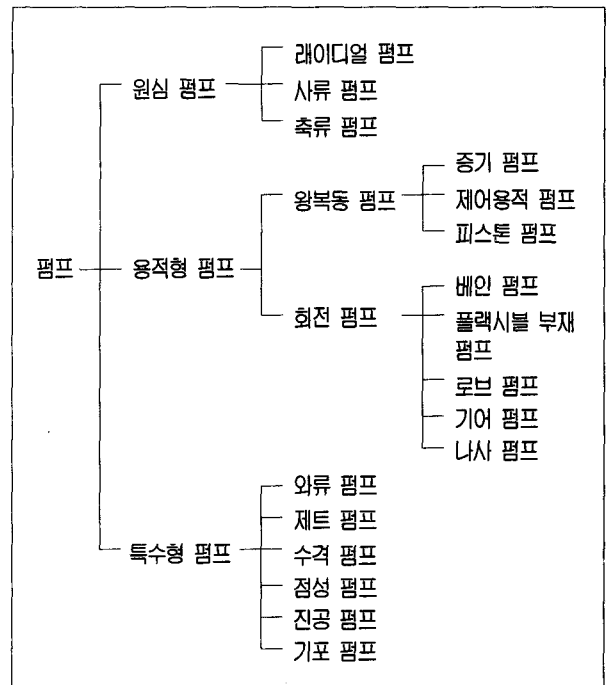 래이디얼 펌프
원심 펌프
사류 펌프
축류 펌프
증기 펌프
왕복동 펌프
제어용적 펌프
피스톤 펌프
펌프
용적형 펌프
베인 펌프
회전 펌프
플랙시블 부재
펌프
로브 펌프
기어 펌프
나사 펌프
와류 펌프
제트 펌프
특수형 펌프
수격 펌프
점성 펌프
진공 펌프
기포 펌프